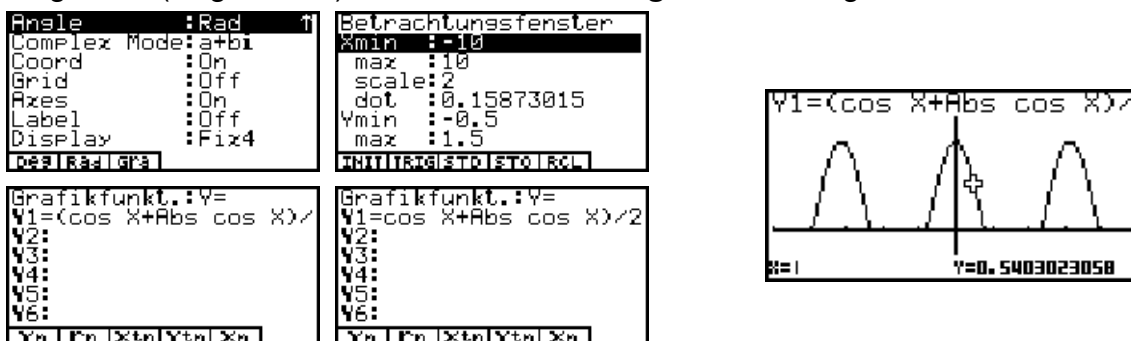 Angle :Rad ↑
Complex Mode:a+bi
Coord :On
Grid :Off
Axes :On
Label :Off
Display :Fix4
Deg Rad Gra
Betrachtungsfenster
Xmin :-10
max :10
scale:2
dot :0.15873015
Ymin :-0.5
max :1.5
INIT TRIG STD STO RCL
Grafikfunkt.:Y=
Y1=(cos X+Abs cos X)/
Y2:
Y3:
Y4:
Y5:
Y6:
Grafikfunkt.:Y=
Y1=cos X+Abs cos X)/2
Y2:
Y3:
Y4:
Y5:
Y6:
Y1=(cos X+Abs cos X)/
X=1 Y=0.5403023058